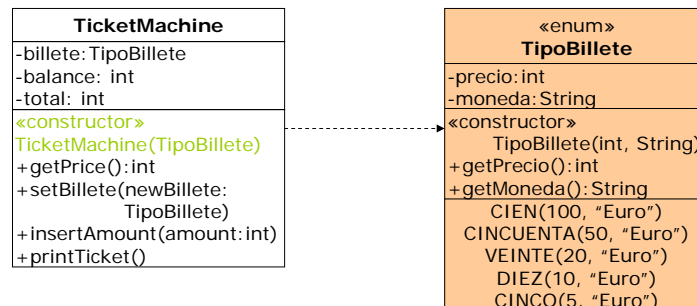 TicketMachine
-billete:TipoBillete
-balance: int
-total: int
«constructor»
TicketMachine(TipoBillete)
+getPrice():int
+setBillete(newBillete:
TipoBillete)
+insertAmount(amount:int)
+printTicket()
«enum»
TipoBillete
-precio:int
-moneda:String
«constructor»
TipoBillete(int, String)
+getPrecio():int
+getMoneda():String
CIEN(100, “Euro”)
CINCUENTA(50, “Euro”)
VEINTE(20, “Euro”)
DIEZ(10, “Euro”)
CINCO(5, “Euro”)